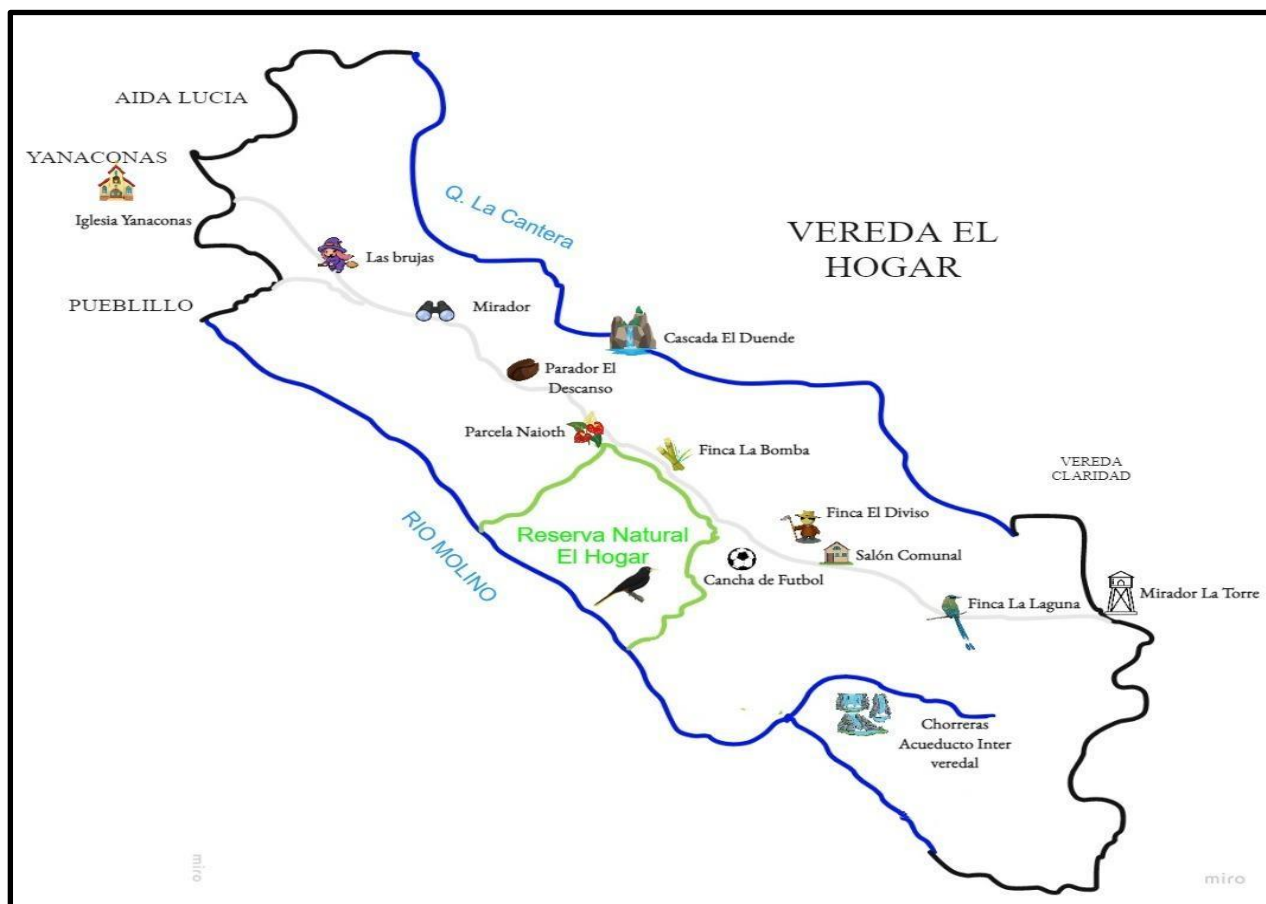 AIDA LUCIA
YANACONAS
Iglesia Yanaconas
PUEBLILLO
Q. La Cantera
VEREDA EL
HOGAR
Las brujas
Mirador
Cascada El Duende
Parador El
Descanso
Parcela Naioth
Finca La Bomba
VEREDA
CLARIDAD
RIO MOLINO
Reserva Natural
El Hogar
Finca El Diviso
Salón Comunal
Cancha de Futbol
Finca La Laguna
Mirador La Torre
Chorreras
Acueducto Inter
veredal
miro
miro